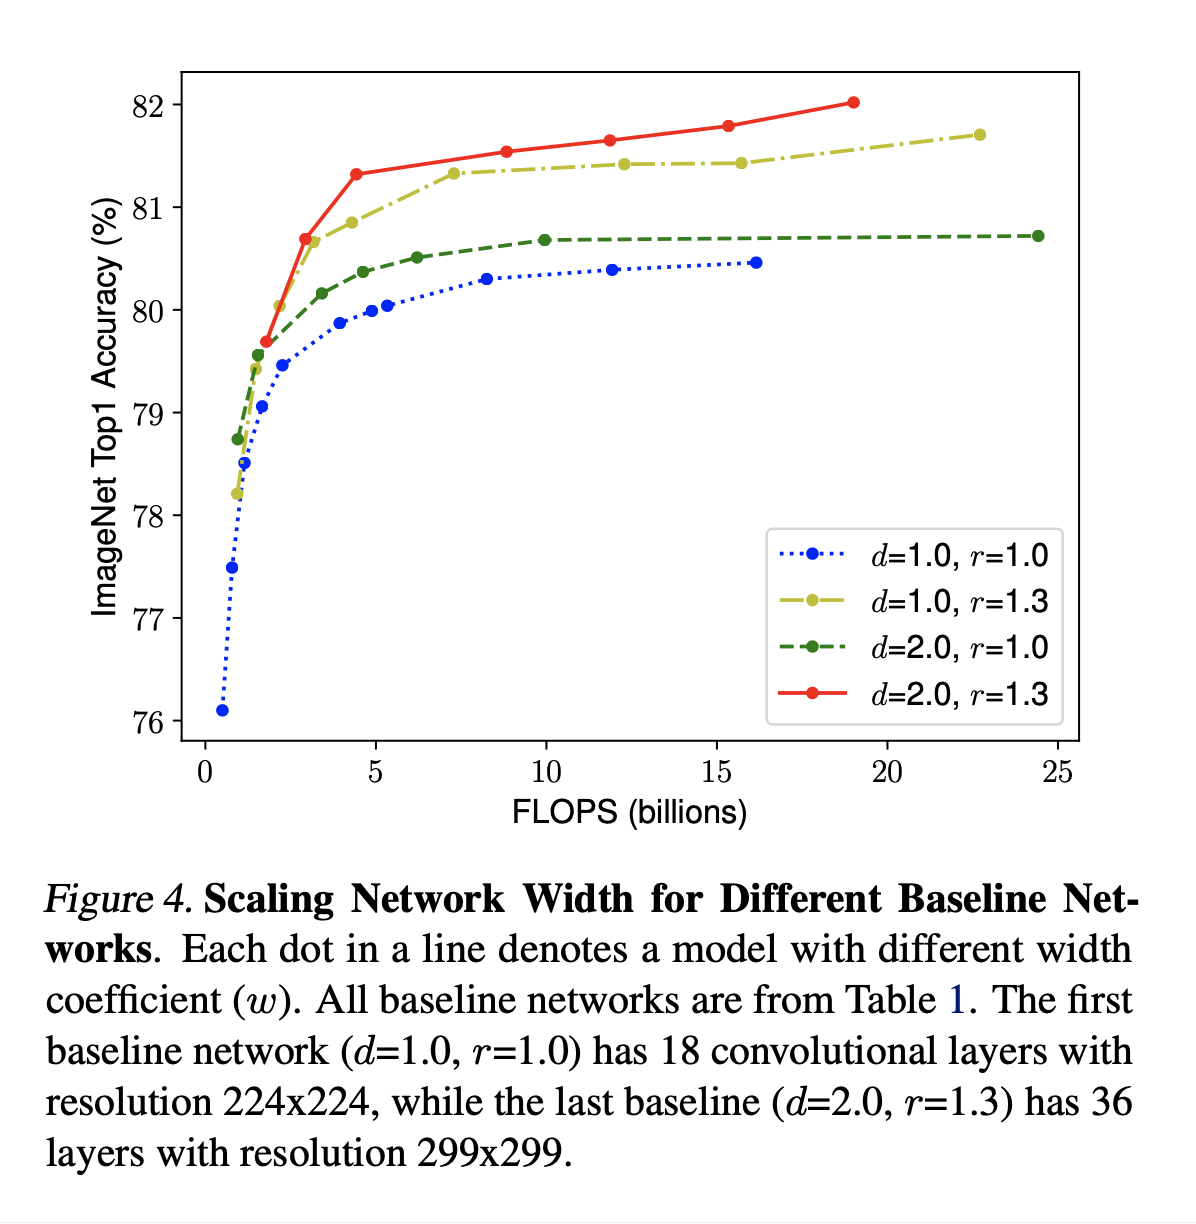 82
81
80
79
78
77
76
ImageNet Top1 Accuracy (%)
d=1.0, r=1.0
d=1.0, r=1.3
d=2.0, r=1.0
d=2.0, r=1.3
0 5 10 15 20 25
FLOPS (billions)
Figure 4. Scaling Network Width for Different Baseline Net-
works. Each dot in a line denotes a model with different width
coefficient (w). All baseline networks are from Table 1. The first
baseline network (d=1.0, r=1.0) has 18 convolutional layers with
resolution 224x224, while the last baseline (d=2.0, r=1.3) has 36
layers with resolution 299x299.